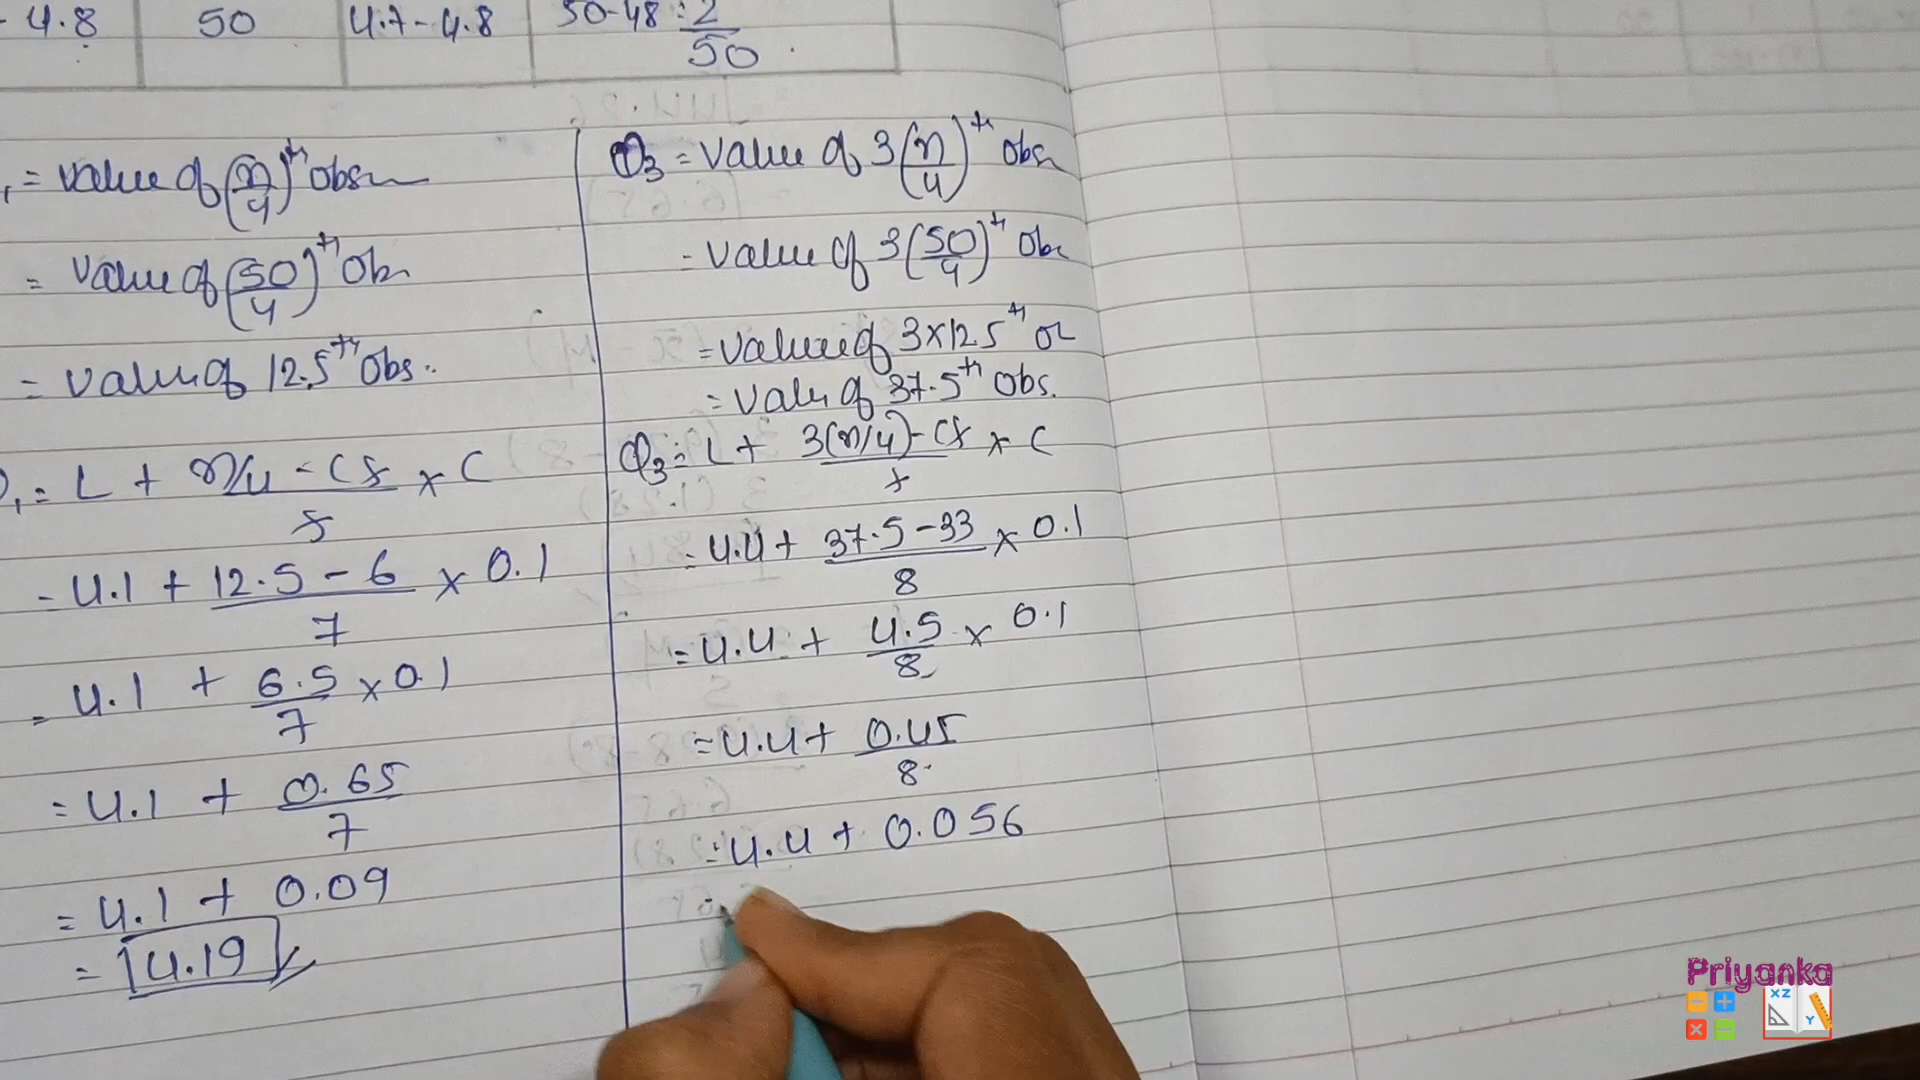 - 4.8 50 4.7 - 4.8 50-48 = 2/50
= value of (n/4)th obsn
= value of (50/4)th Ob
= value of 12.5th Obs.
Q1 = L + n/4 - cf / f × C
= 4.1 + 12.5 - 6 / 7 × 0.1
= 4.1 + 6.5/7 × 0.1
= 4.1 + 0.65/7
= 4.1 + 0.09
= 4.19
Q3 = value of 3(n/4)th Obsn
= value of 3(50/4)th Obs
= value of 3×12.5th
= value of 37.5th Obs.
Q3 = L + 3(n/4) - cf / f × C
= 4.4 + 37.5 - 33 / 8 × 0.1
= 4.4 + 4.5/8 × 0.1
= 4.4 + 0.45/8
= 4.4 + 0.056
=
Priyanka
XZ
Y